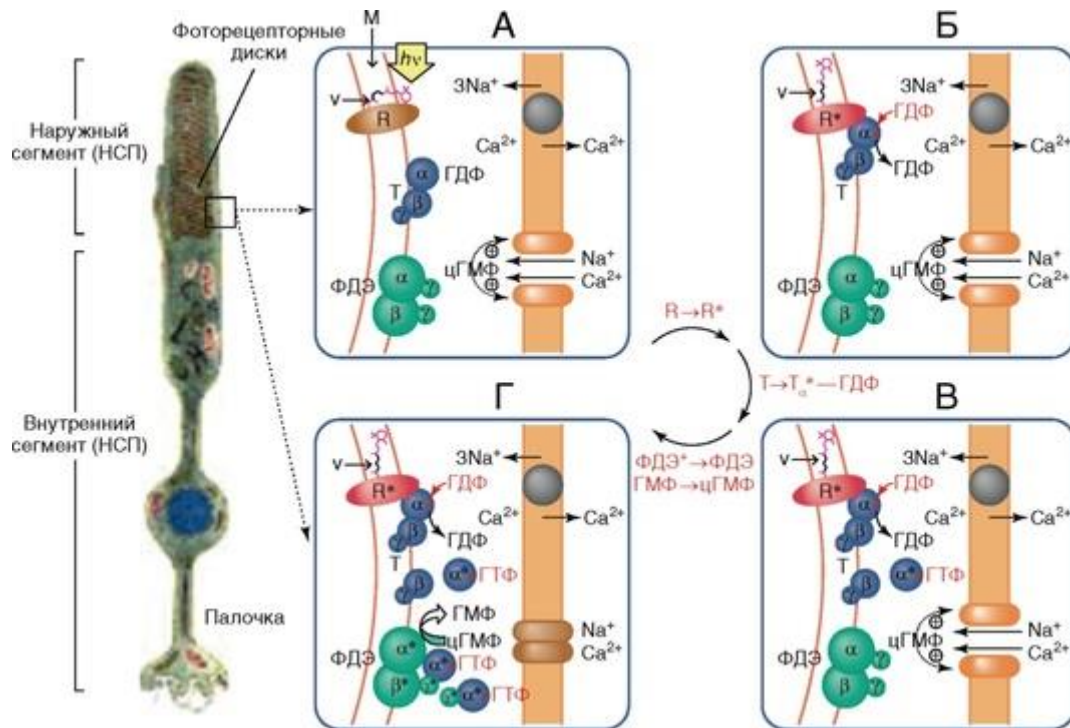 Фоторецепторные
диски
Наружный
сегмент (НСП)
Внутренний
сегмент (НСП)
Палочка
А
М
hν
v
R
α
ГДФ
T
β
γ
3Na⁺
Ca²⁺
Ca²⁺
цГМФ
⊕
⊕
Na⁺
Ca²⁺
ФДЭ
α
γ
β
γ
Б
v
R*
ГДФ
α
β
ГДФ
γ
T
3Na⁺
Ca²⁺
Ca²⁺
цГМФ
⊕
⊕
Na⁺
Ca²⁺
ФДЭ
α
γ
β
γ
R→R*
T→Tα*—ГДФ
ФДЭ⁺→ФДЭ
ГМФ→цГМФ
Г
v
R*
ГДФ
α
β
ГДФ
γ
T
β
γ
α*
ГТФ
ГМФ
цГМФ
ФДЭ
α*
β*
α*
ГТФ
γ
γ
α*
ГТФ
3Na⁺
Ca²⁺
Ca²⁺
Na⁺
Ca²⁺
В
v
R*
ГДФ
α
β
ГДФ
γ
T
β
γ
α*
ГТФ
3Na⁺
Ca²⁺
Ca²⁺
цГМФ
⊕
⊕
Na⁺
Ca²⁺
ФДЭ
α
γ
β
γ